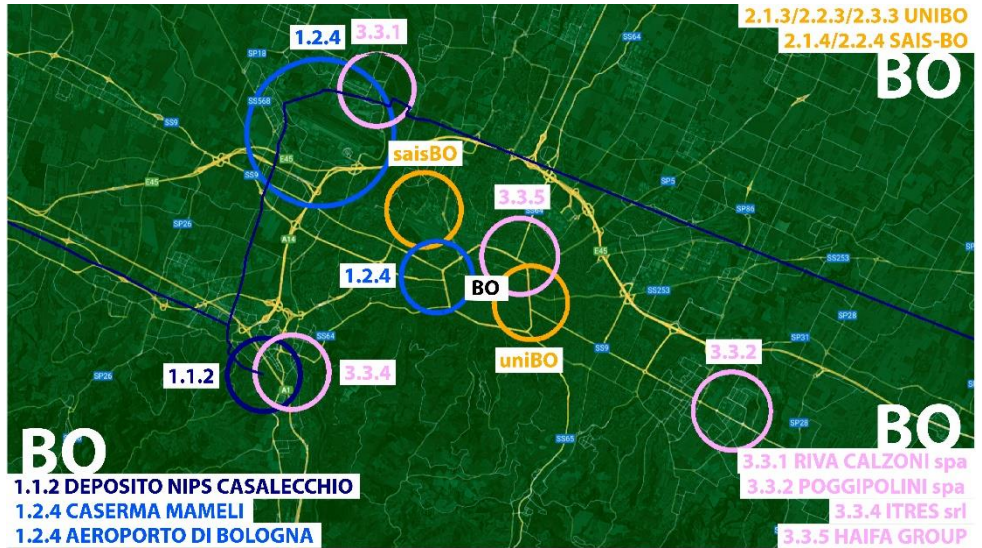 2.1.3/2.2.3/2.3.3 UNIBO
2.1.4/2.2.4 SAIS-BO
BO
1.2.4
3.3.1
SS64
SP18
SS568
SS9
saisBO
E45
SS9
E45
3.3.5
SS64
SP5
SP86
SP26
A14
E45
SS253
1.2.4
BO
SS253
SP28
SS64
uniBO
SS9
SP31
3.3.2
1.1.2
3.3.4
SP26
A1
SP28
SS65
BO
BO
1.1.2 DEPOSITO NIPS CASALECCHIO
1.2.4 CASERMA MAMELI
1.2.4 AEROPORTO DI BOLOGNA
3.3.1 RIVA CALZONI spa
3.3.2 POGGIPOLINI spa
3.3.4 ITRES srl
3.3.5 HAIFA GROUP